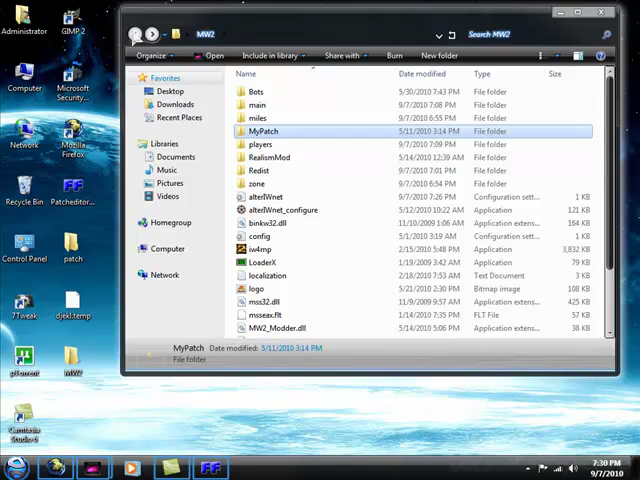 Administrator
GIMP 2
Computer
Microsoft
Security...
Network
Mozilla
Firefox
Recycle Bin
Patcheditor...
Control Panel
patch
7Tweak
djekl.temp
µTorrent
MW2
Camtasia
Studio 6
MW2
Search MW2
Organize
Open
Include in library
Share with
Burn
New folder
Favorites
Desktop
Downloads
Recent Places
Libraries
Documents
Music
Pictures
Videos
Homegroup
Computer
Network
Name Date modified Type Size
Bots 5/30/2010 7:43 PM File folder
main 9/7/2010 7:08 PM File folder
miles 9/7/2010 6:55 PM File folder
MyPatch 5/11/2010 3:14 PM File folder
players 9/7/2010 7:09 PM File folder
RealismMod 5/14/2010 12:39 AM File folder
Redist 9/7/2010 7:01 PM File folder
zone 9/7/2010 6:54 PM File folder
alterIWnet 9/7/2010 7:26 PM Configuration sett... 1 KB
alterIWnet_configure 5/12/2010 10:22 AM Application 121 KB
binkw32.dll 11/10/2009 1:06 AM Application extens... 164 KB
config 5/1/2010 3:19 AM Configuration sett... 1 KB
iw4mp 2/15/2010 5:48 PM Application 3,832 KB
LoaderX 1/19/2009 3:42 AM Application 79 KB
localization 2/18/2010 7:53 AM Text Document 3 KB
logo 5/1/2010 2:31 PM Bitmap image 108 KB
mss32.dll 11/9/2009 9:57 AM Application extens... 425 KB
msseax.flt 1/14/2010 7:35 PM FLT File 57 KB
MW2_Modder.dll 5/14/2010 5:06 PM Application extens... 38 KB
MyPatch Date modified: 5/11/2010 3:14 PM
File folder
7:30 PM
9/7/2010